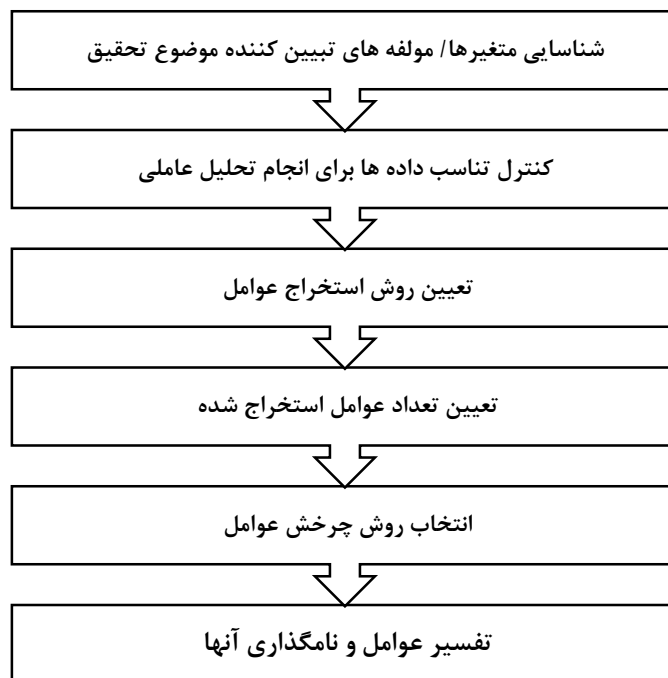 شناسایی متغیرها/ مولفه های تبیین کننده موضوع تحقیق
کنترل تناسب داده ها برای انجام تحلیل عاملی
تعیین روش استخراج عوامل
تعیین تعداد عوامل استخراج شده
انتخاب روش چرخش عوامل
تفسیر عوامل و نامگذاری آنها